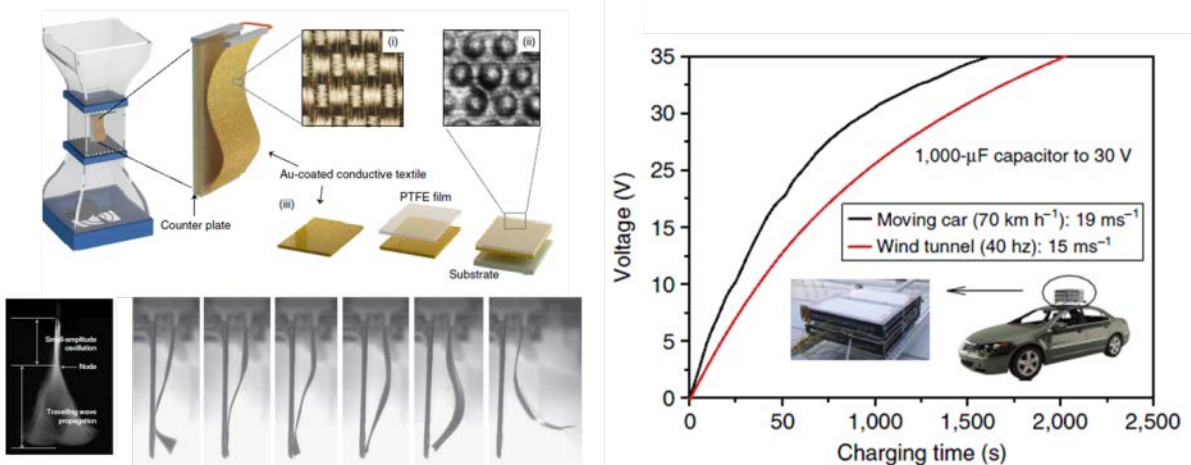 (i)
(ii)
Au-coated conductive textile
(iii)
PTFE film
Counter plate
Substrate
Small-amplitude
oscillation
Node
Travelling wave
propagation
35
35
25
15
10
5
0
Voltage (V)
1,000-μF capacitor to 30 V
Moving car (70 km h⁻¹): 19 ms⁻¹
Wind tunnel (40 hz): 15 ms⁻¹
0
50
1,000
1,500
2,000
2,500
Charging time (s)